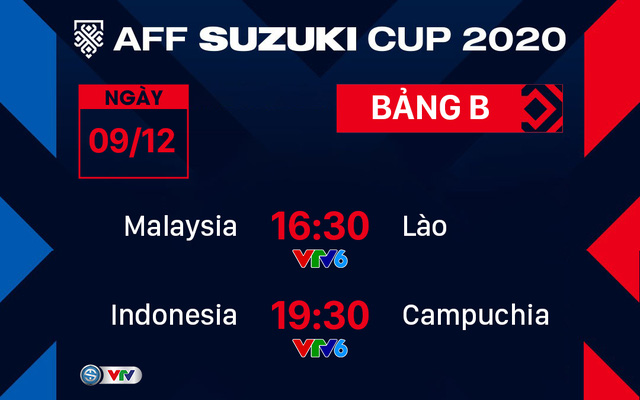 AFF SUZUKI CUP 2020
NGÀY
09/12
BẢNG B
Malaysia 16:30 Lào
VTV6
Indonesia 19:30 Campuchia
VTV6
S VTV